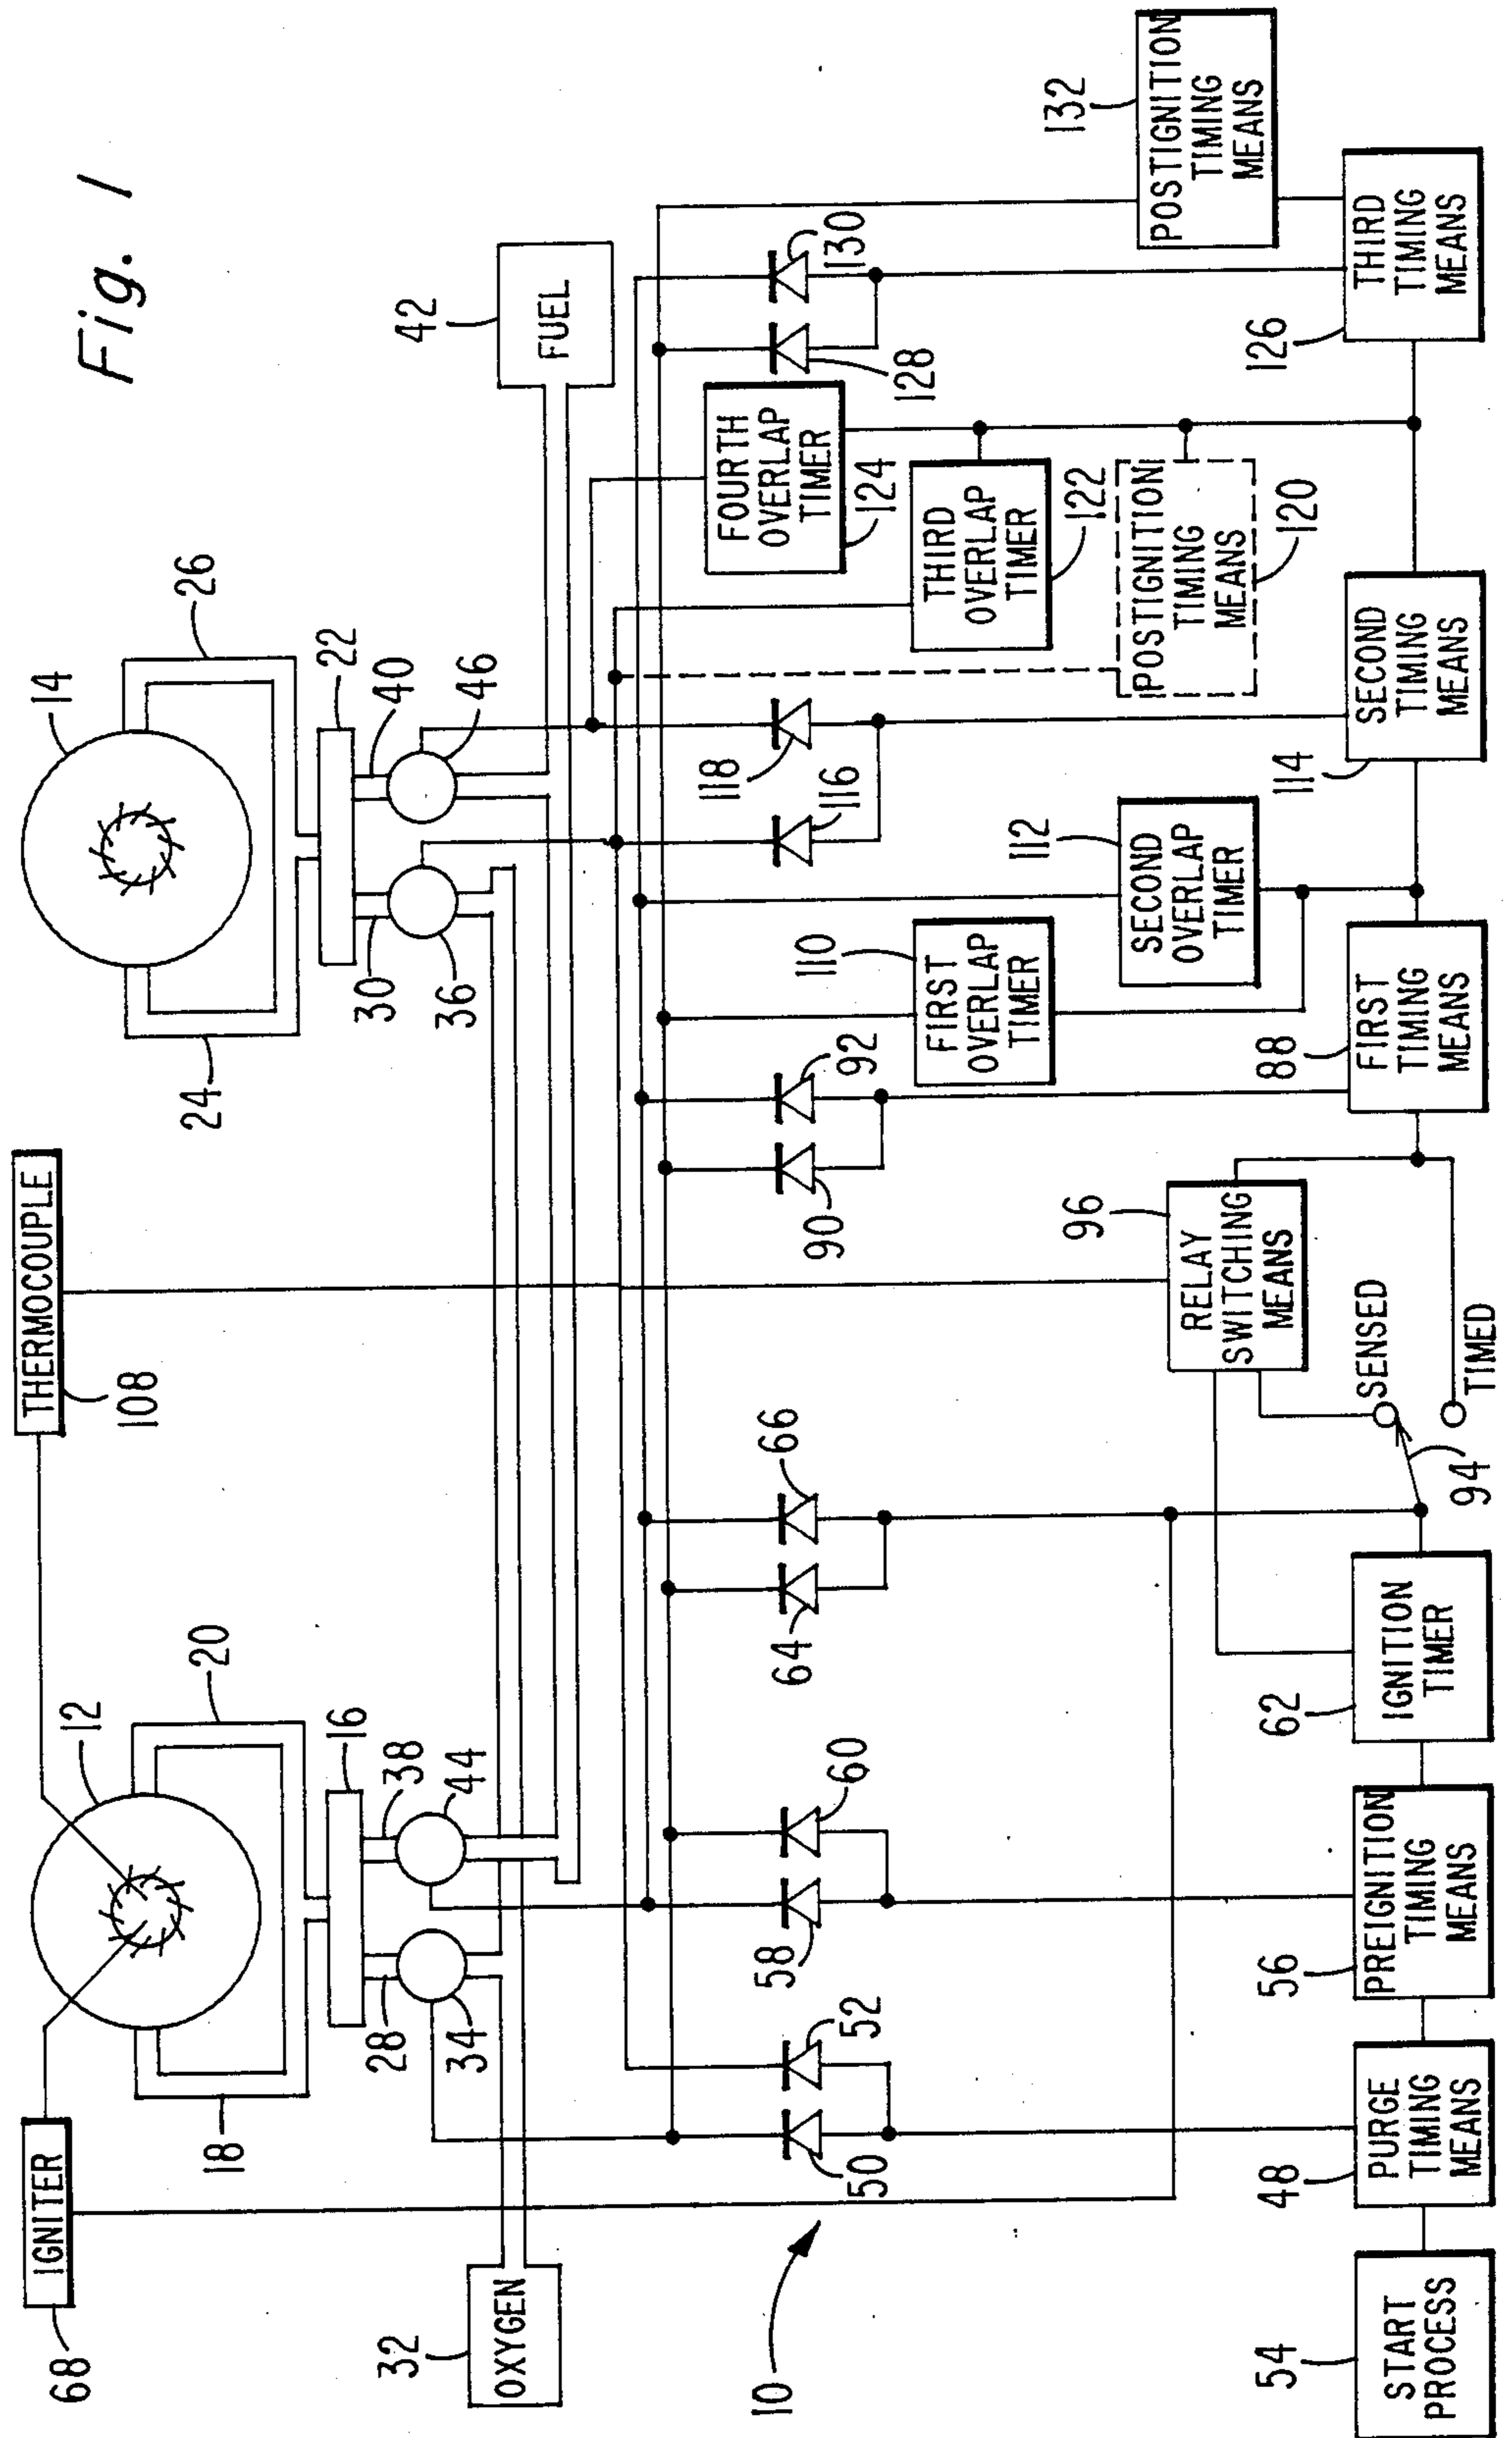 Fig. 1
IGNITER
68
THERMOCOUPLE
108
12
20
18
16
28
38
34
44
14
26
24
22
30
40
36
46
OXYGEN
32
FUEL
42
10
50
52
58
60
64
66
90
92
110
FIRST
OVERLAP
TIMER
112
SECOND
OVERLAP
TIMER
116
118
FOURTH
OVERLAP
TIMER
124
THIRD
OVERLAP
TIMER
122
POSTIGNITION
TIMING
MEANS
120
128
130
POSTIGNITION
TIMING
MEANS
132
START
PROCESS
54
PURGE
TIMING
MEANS
48
PREIGNITION
TIMING
MEANS
56
IGNITION
TIMER
62
RELAY
SWITCHING
MEANS
96
SENSED
TIMED
94
FIRST
TIMING
MEANS
88
SECOND
TIMING
MEANS
114
THIRD
TIMING
MEANS
126